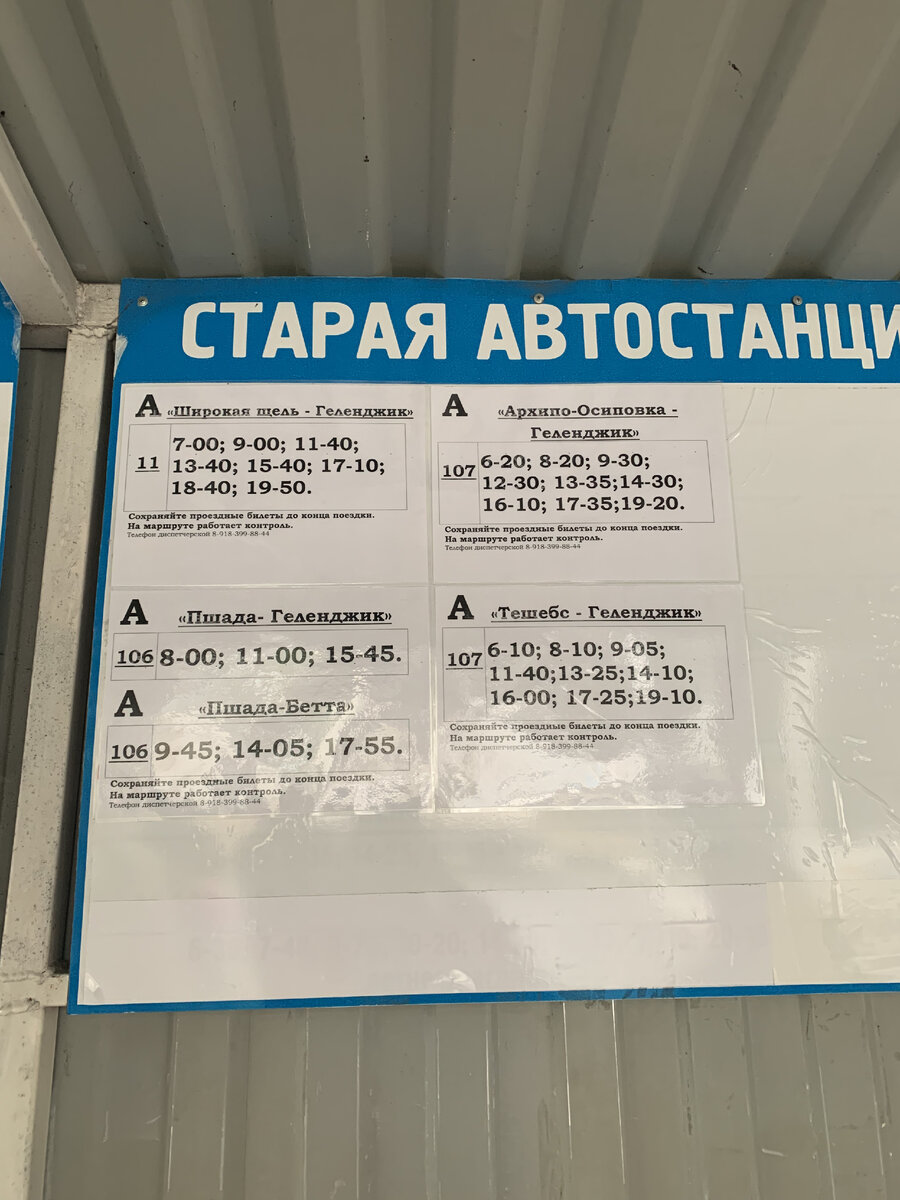 СТАРАЯ АВТОСТАНЦИ
А «Широкая щель - Геленджик»
11
7-00; 9-00; 11-40;
13-40; 15-40; 17-10;
18-40; 19-50.
Сохраняйте проездные билеты до конца поездки.
На маршруте работает контроль.
Телефон диспетчерской 8-918-399-88-44
А «Архипо-Осиповка -
Геленджик»
107
6-20; 8-20; 9-30;
12-30; 13-35;14-30;
16-10; 17-35;19-20.
Сохраняйте проездные билеты до конца поездки.
На маршруте работает контроль.
Телефон диспетчерской 8-918-399-88-44
А «Пшада- Геленджик»
106 8-00; 11-00; 15-45.
А «Пшада-Бетта»
106 9-45; 14-05; 17-55.
Сохраняйте проездные билеты до конца поездки.
На маршруте работает контроль.
Телефон диспетчерской 8-918-399-88-44
А «Тешебс - Геленджик»
107
6-10; 8-10; 9-05;
11-40;13-25;14-10;
16-00; 17-25;19-10.
Сохраняйте проездные билеты до конца поездки.
На маршруте работает контроль.
Телефон диспетчерской 8-918-399-88-44